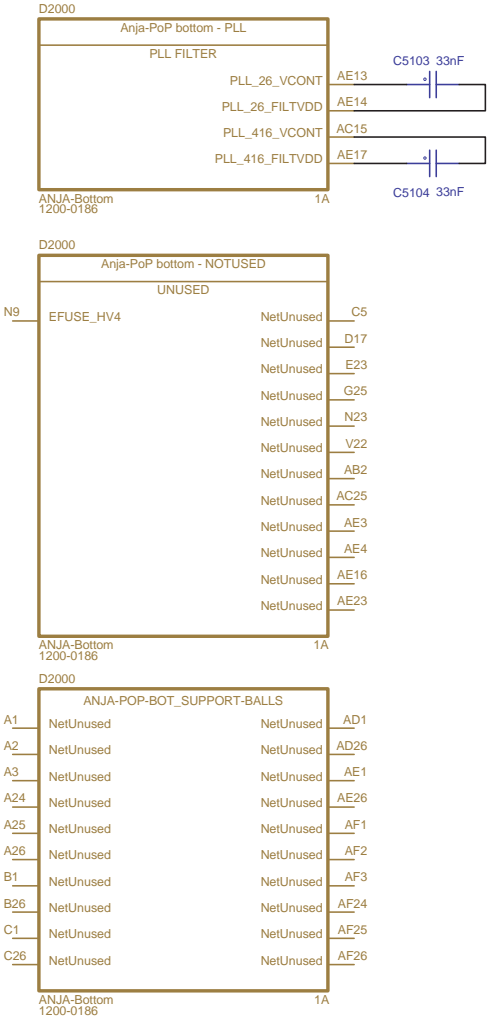 D2000
Anja-PoP bottom - PLL
PLL FILTER
C5103 33nF
PLL_26_VCONT AE13
PLL_26_FILTVDD AE14
PLL_416_VCONT AC15
PLL_416_FILTVDD AE17
C5104 33nF
ANJA-Bottom 1A
1200-0186
D2000
Anja-PoP bottom - NOTUSED
UNUSED
N9 EFUSE_HV4 NetUnused C5
NetUnused D17
NetUnused E23
NetUnused G25
NetUnused N23
NetUnused V22
NetUnused AB2
NetUnused AC25
NetUnused AE3
NetUnused AE4
NetUnused AE16
NetUnused AE23
ANJA-Bottom 1A
1200-0186
D2000
ANJA-POP-BOT_SUPPORT-BALLS
A1 NetUnused NetUnused AD1
A2 NetUnused NetUnused AD26
A3 NetUnused NetUnused AE1
A24 NetUnused NetUnused AE26
A25 NetUnused NetUnused AF1
A26 NetUnused NetUnused AF2
B1 NetUnused NetUnused AF3
B26 NetUnused NetUnused AF24
C1 NetUnused NetUnused AF25
C26 NetUnused NetUnused AF26
ANJA-Bottom 1A
1200-0186